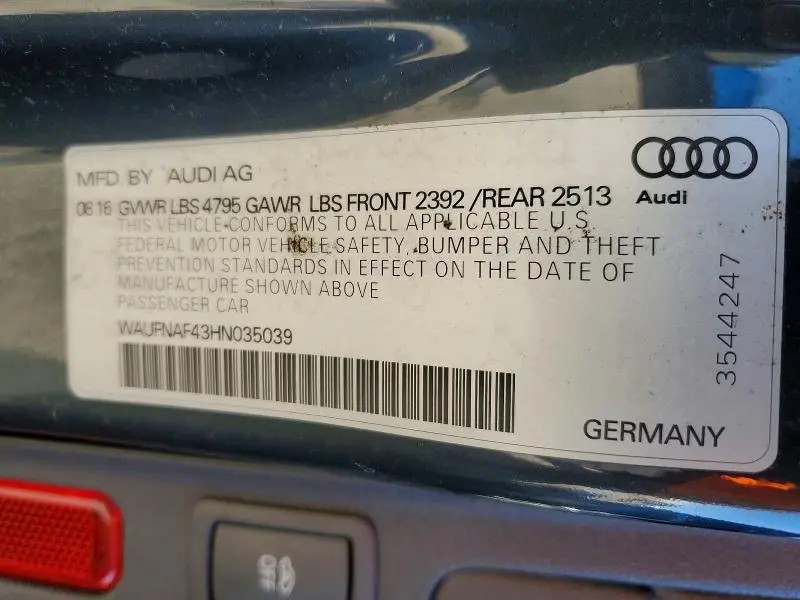 MFD. BY AUDI AG
08 16 GVWR LBS 4795 GAWR LBS FRONT 2392 /REAR 2513
THIS VEHICLE CONFORMS TO ALL APPLICABLE U.S.
FEDERAL MOTOR VEHICLE SAFETY, BUMPER AND THEFT
PREVENTION STANDARDS IN EFFECT ON THE DATE OF
MANUFACTURE SHOWN ABOVE
PASSENGER CAR
WAUFNAF43HN035039
Audi
3544247
GERMANY
OFF